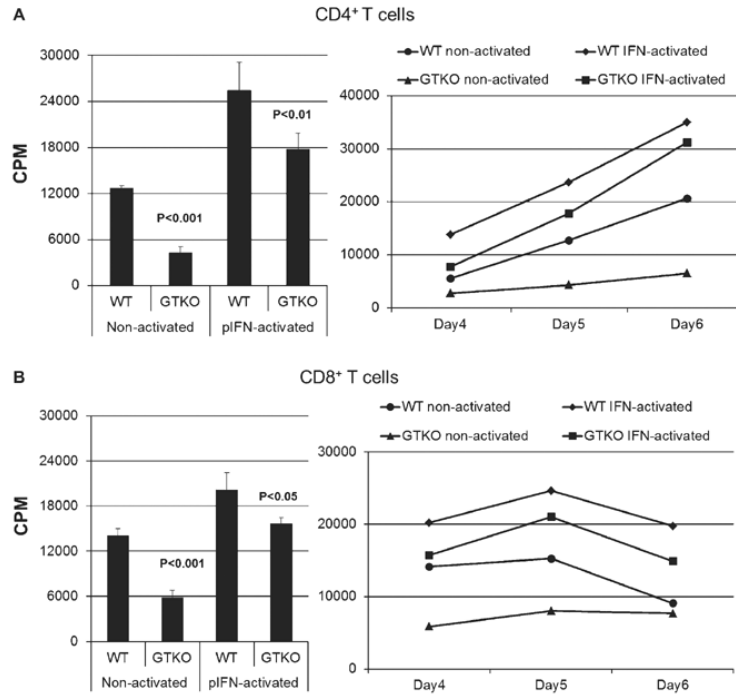 A
CD4+ T cells
CPM
30000
24000
18000
12000
6000
0
P<0.001
P<0.01
WT GTKO WT GTKO
Non-activated pIFN-activated
WT non-activated WT IFN-activated
GTKO non-activated GTKO IFN-activated
40000
30000
20000
10000
0
Day4 Day5 Day6
B
CD8+ T cells
CPM
30000
24000
18000
12000
6000
0
P<0.001
P<0.05
WT GTKO WT GTKO
Non-activated pIFN-activated
WT non-activated WT IFN-activated
GTKO non-activated GTKO IFN-activated
30000
20000
10000
0
Day4 Day5 Day6